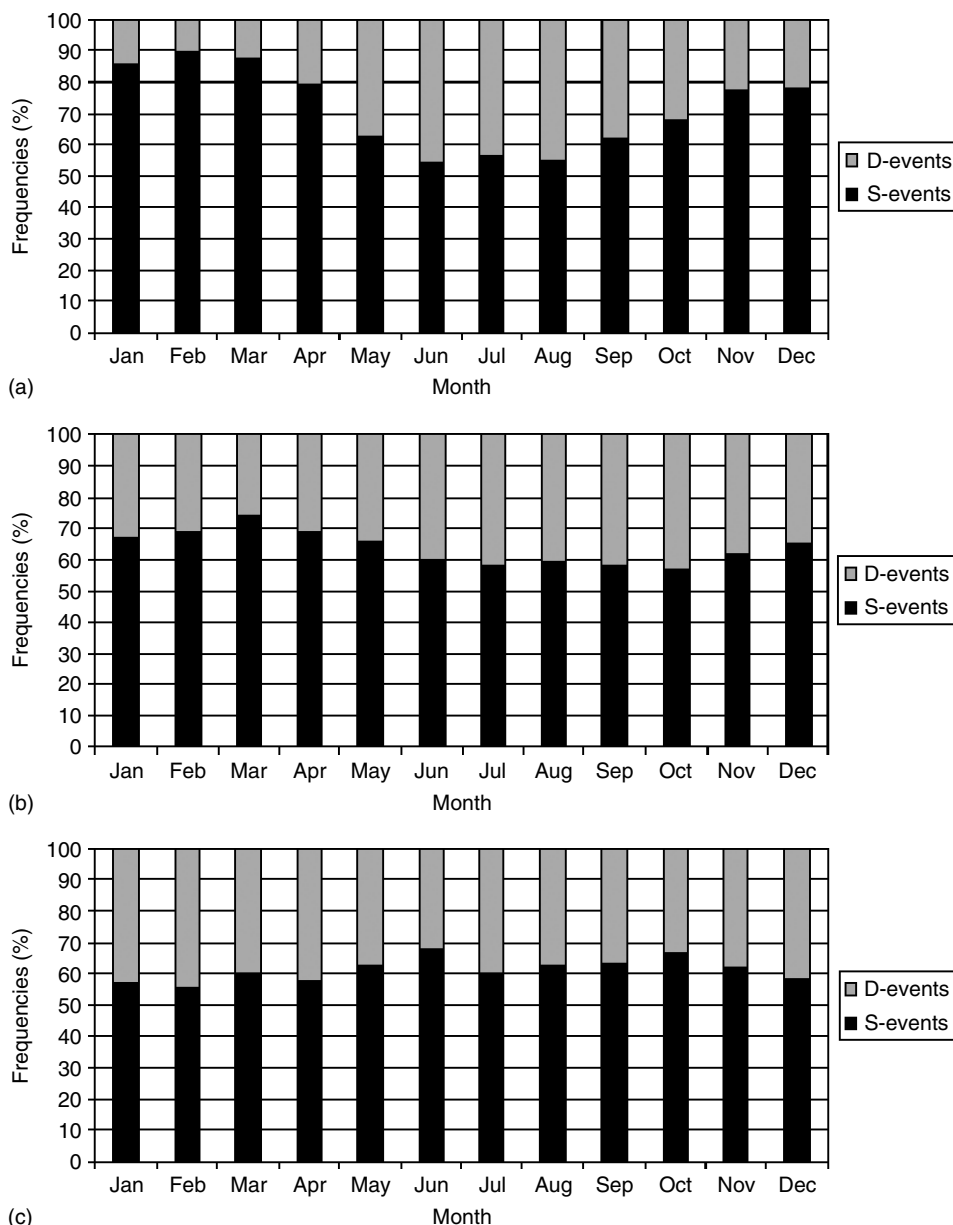 100
90
80
70
60
50
40
30
20
10
0
Frequencies (%)
Jan Feb Mar Apr May Jun Jul Aug Sep Oct Nov Dec
Month
D-events
S-events
(a)
100
90
80
70
60
50
40
30
20
10
0
Frequencies (%)
Jan Feb Mar Apr May Jun Jul Aug Sep Oct Nov Dec
Month
D-events
S-events
(b)
100
90
80
70
60
50
40
30
20
10
0
Frequencies (%)
Jan Feb Mar Apr May Jun Jul Aug Sep Oct Nov Dec
Month
D-events
S-events
(c)